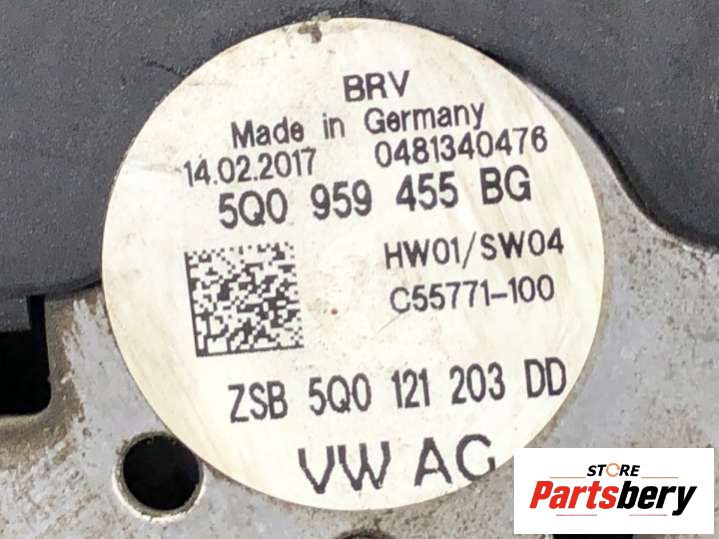 BRV
Made in Germany
14.02.2017 0481340476
5Q0 959 455 BG
HW01/SW04
C55771-100
ZSB 5Q0 121 203 DD
VW AG
STORE
Partsbery